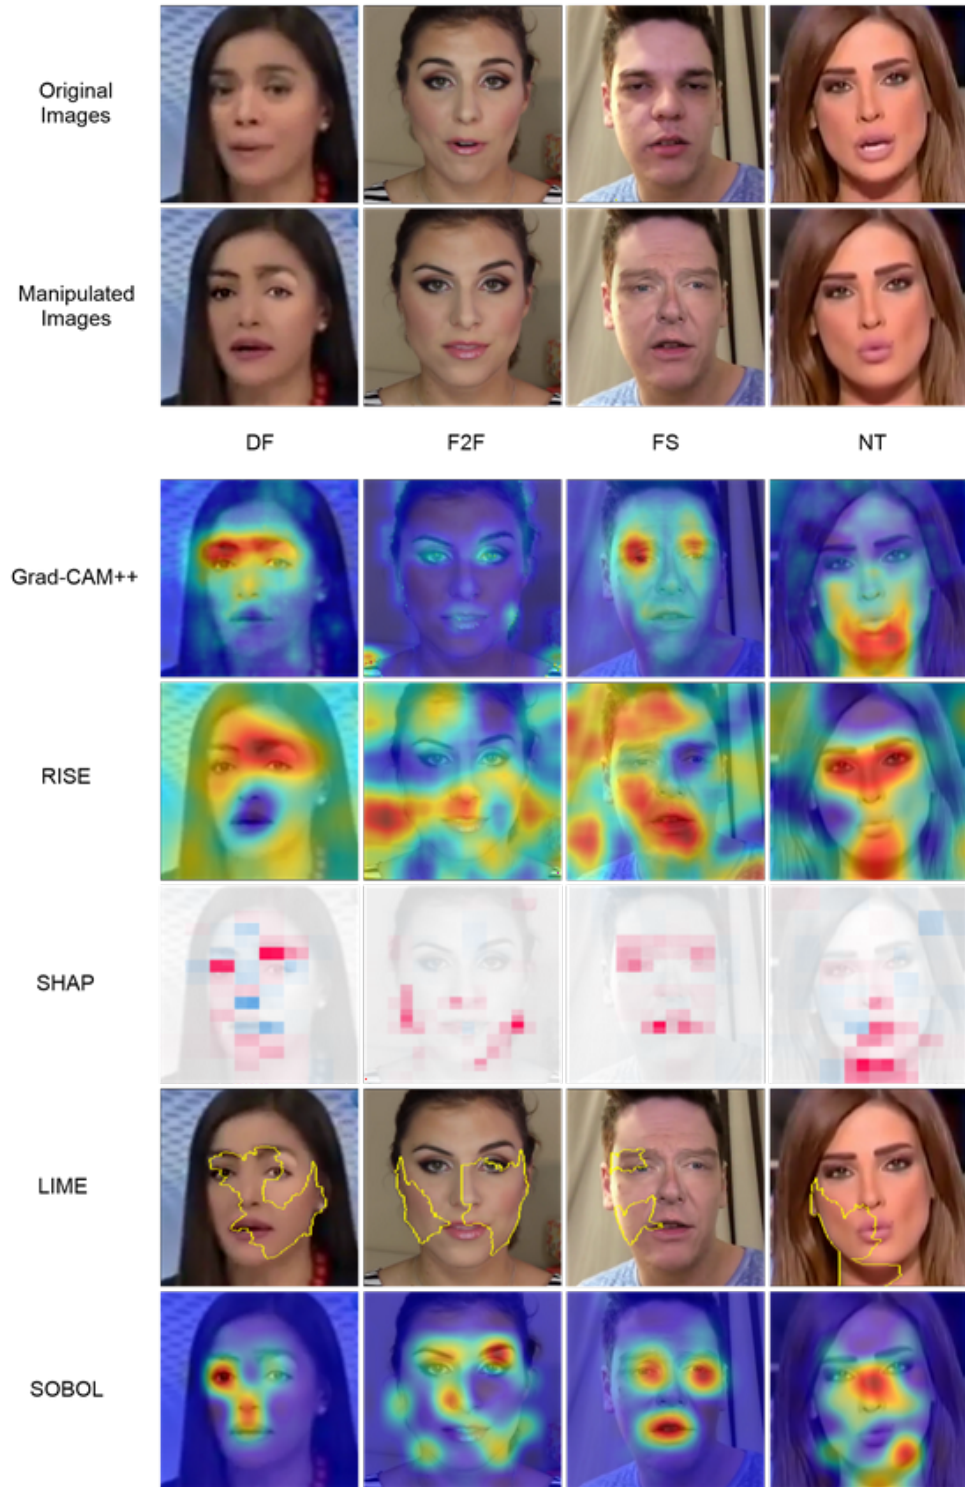 Original
Images
Manipulated
Images
DF F2F FS NT
Grad-CAM++
RISE
SHAP
LIME
SOBOL